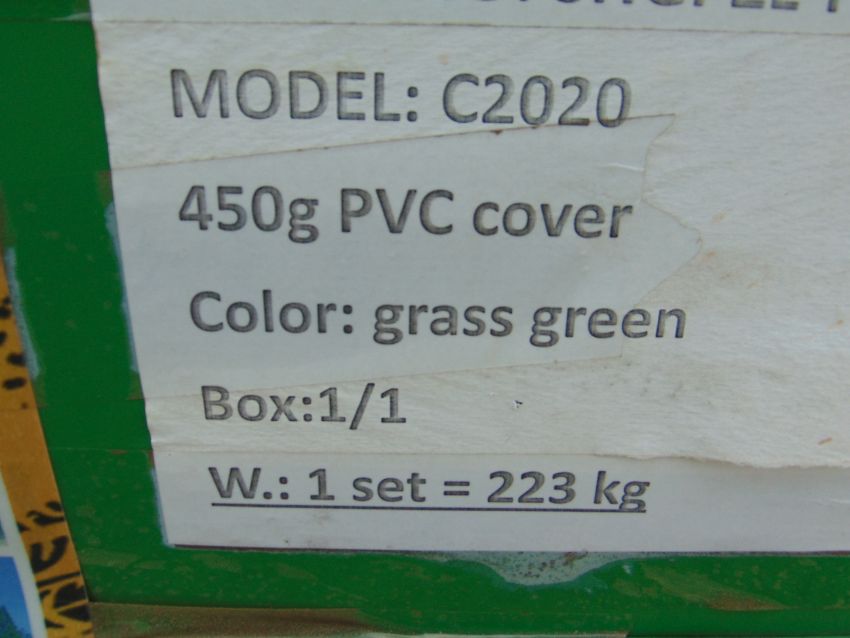 MODEL: C2020
450g PVC cover
Color: grass green
Box:1/1
W.: 1 set = 223 kg